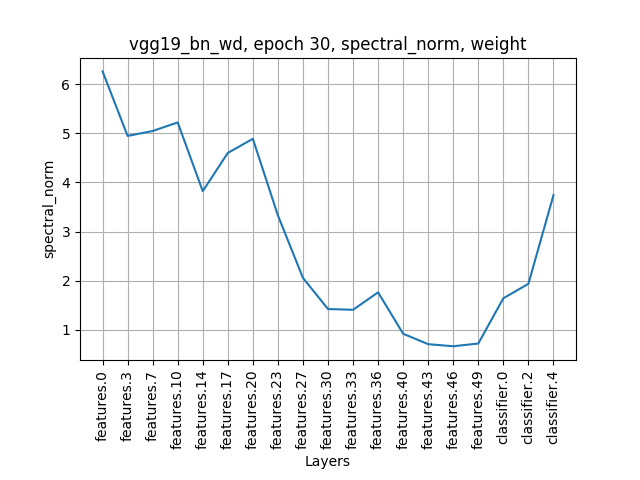 vgg19_bn_wd, epoch 30, spectral_norm, weight
spectral_norm
6
5
4
3
2
1
features.0
features.3
features.7
features.10
features.14
features.17
features.20
features.23
features.27
features.30
features.33
features.36
features.40
features.43
features.46
features.49
classifier.0
classifier.2
classifier.4
Layers